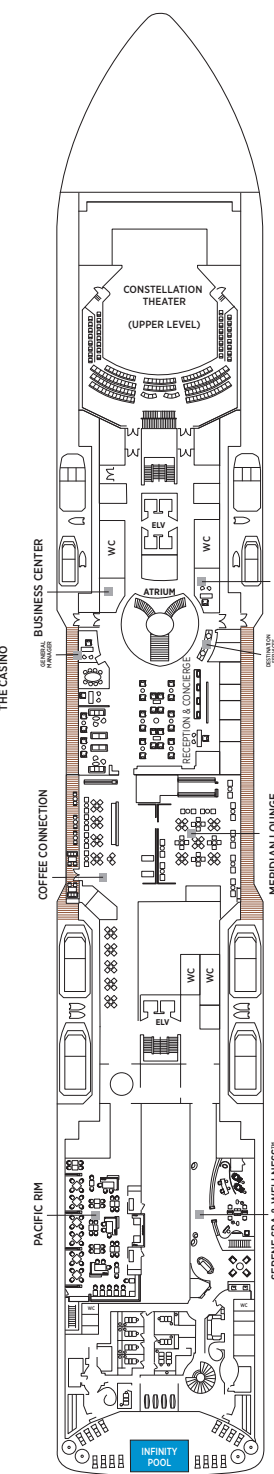 CONSTELLATION
THEATER
(UPPER LEVEL)
ELV
WC
WC
BUSINESS CENTER
ATRIUM
THE CASINO
GENERAL
MANAGER
RECEPTION & CONCIERGE
DESTINATION
COFFEE CONNECTION
MERIDIAN LOUNGE
WC
WC
ELV
PACIFIC RIM
SERENE SPA & WELLNESS™
WC
WC
INFINITY
POOL